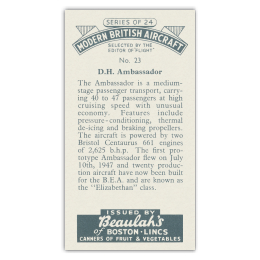 SERIES OF 24
MODERN BRITISH AIRCRAFT
SELECTED BY THE
EDITOR OF "FLIGHT"
No. 23
D.H. Ambassador
The Ambassador is a medium-
stage passenger transport, carry-
ing 40 to 47 passengers at high
cruising speed with unusual
economy. Features include
pressure-conditioning, thermal
de-icing and braking propellers.
The aircraft is powered by two
Bristol Centaurus 661 engines
of 2,625 b.h.p. The first pro-
totype Ambassador flew on July
10th, 1947 and twenty produc-
tion aircraft have now been built
for the B.E.A. and are known as
the "Elizabethan" class.
ISSUED BY
Beaulah's
of BOSTON·LINCS
CANNERS OF FRUIT & VEGETABLES